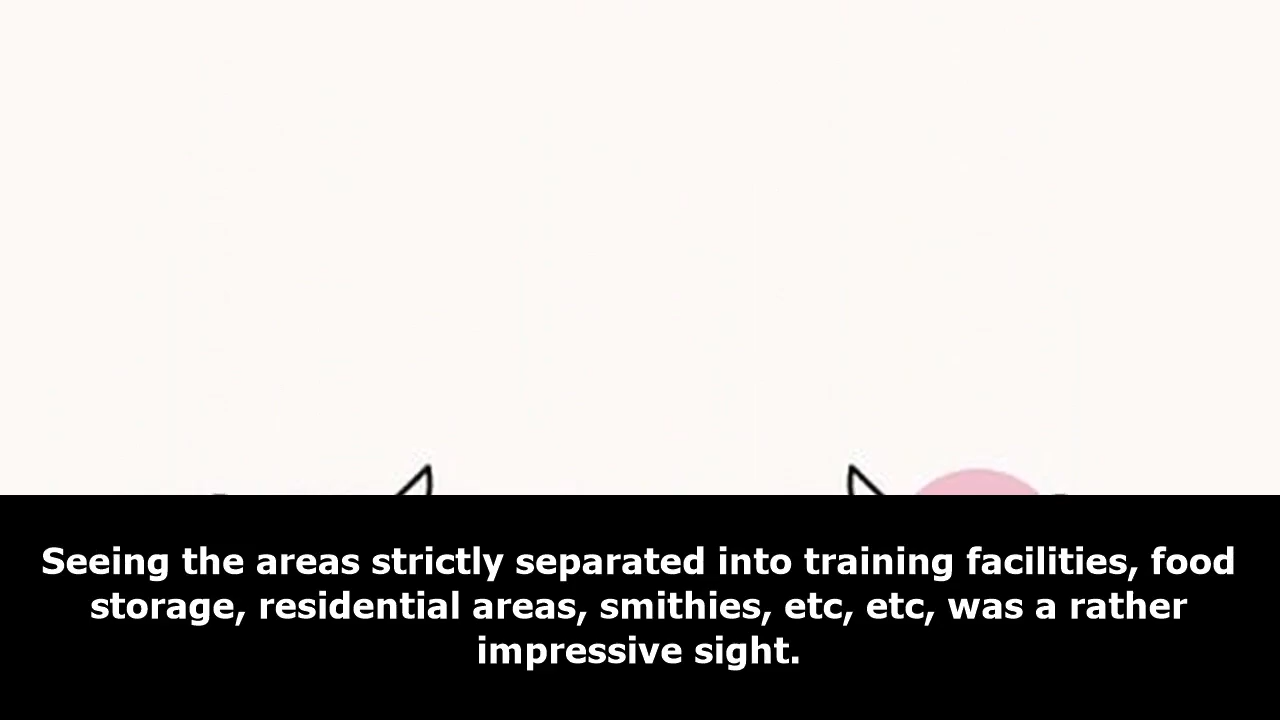 Seeing the areas strictly separated into training facilities, food
storage, residential areas, smithies, etc, etc, was a rather
impressive sight.